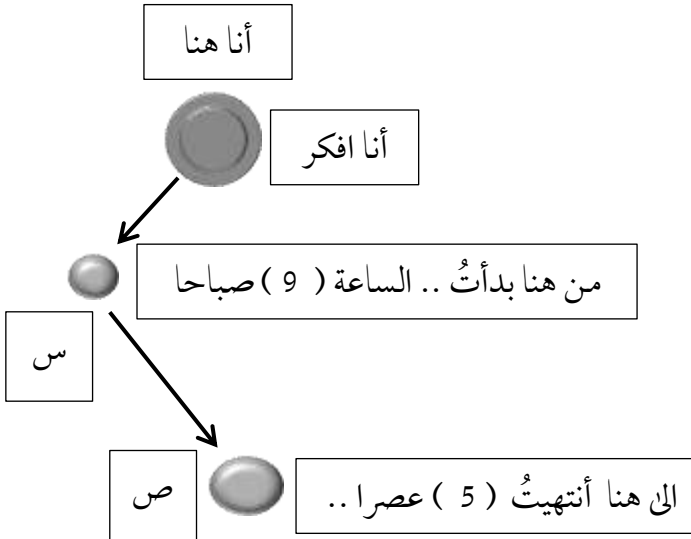 أنا هنا
أنا افكر
من هنا بدأتُ .. الساعة ( 9 ) صباحا
س
ص
الىٰ هنا أنتهيتُ ( 5 ) عصرا ..